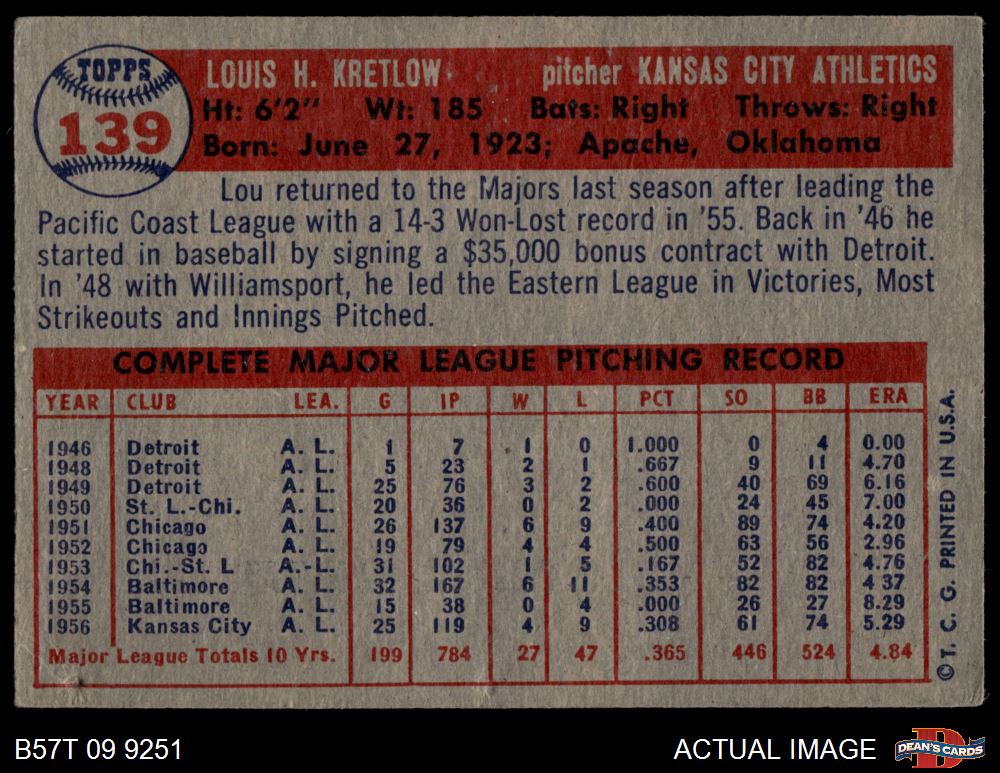 TOPPS
139
LOUIS H. KRETLOW pitcher KANSAS CITY ATHLETICS
Ht: 6'2" Wt: 185 Bats: Right Throws: Right
Born: June 27, 1923; Apache, Oklahoma
Lou returned to the Majors last season after leading the
Pacific Coast League with a 14-3 Won-Lost record in '55. Back in '46 he
started in baseball by signing a $35,000 bonus contract with Detroit.
In '48 with Williamsport, he led the Eastern League in Victories, Most
Strikeouts and Innings Pitched.
COMPLETE MAJOR LEAGUE PITCHING RECORD
YEAR CLUB LEA. G IP W L PCT SO BB ERA
1946 Detroit A. L. 1 7 1 0 1.000 0 4 0.00
1948 Detroit A. L. 5 23 2 1 .667 9 11 4.70
1949 Detroit A. L. 25 76 3 2 .600 40 69 6.16
1950 St. L.-Chi. A. L. 20 36 0 2 .000 24 45 7.00
1951 Chicago A. L. 26 137 6 9 .400 89 74 4.20
1952 Chicago A. L. 19 79 4 4 .500 63 56 2.96
1953 Chi.-St. L A.-L. 31 102 1 5 .167 52 82 4.76
1954 Baltimore A. L. 32 167 6 11 .353 82 82 4 37
1955 Baltimore A. L. 15 38 0 4 .000 26 27 8.29
1956 Kansas City A. L. 25 119 4 9 .308 61 74 5.29
Major League Totals 10 Yrs. 199 784 27 47 .365 446 524 4.84
© T. C. G. PRINTED IN U.S.A.
B57T 09 9251 ACTUAL IMAGE
DEAN'S CARDS